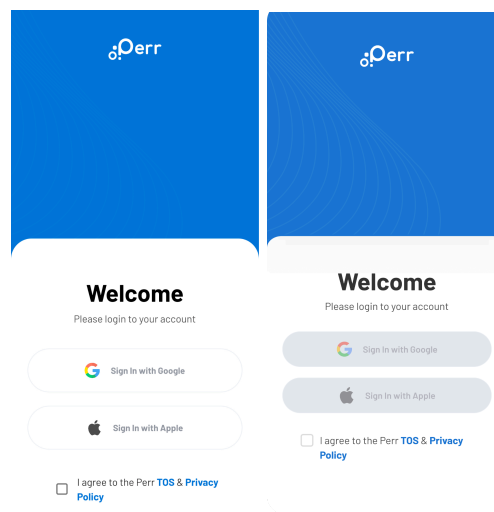 Perr
Welcome
Please login to your account
Sign In with Google
Sign In with Apple
I agree to the Perr TOS & Privacy
Policy
Perr
Welcome
Please login to your account
Sign In with Google
Sign In with Apple
I agree to the Perr TOS & Privacy
Policy